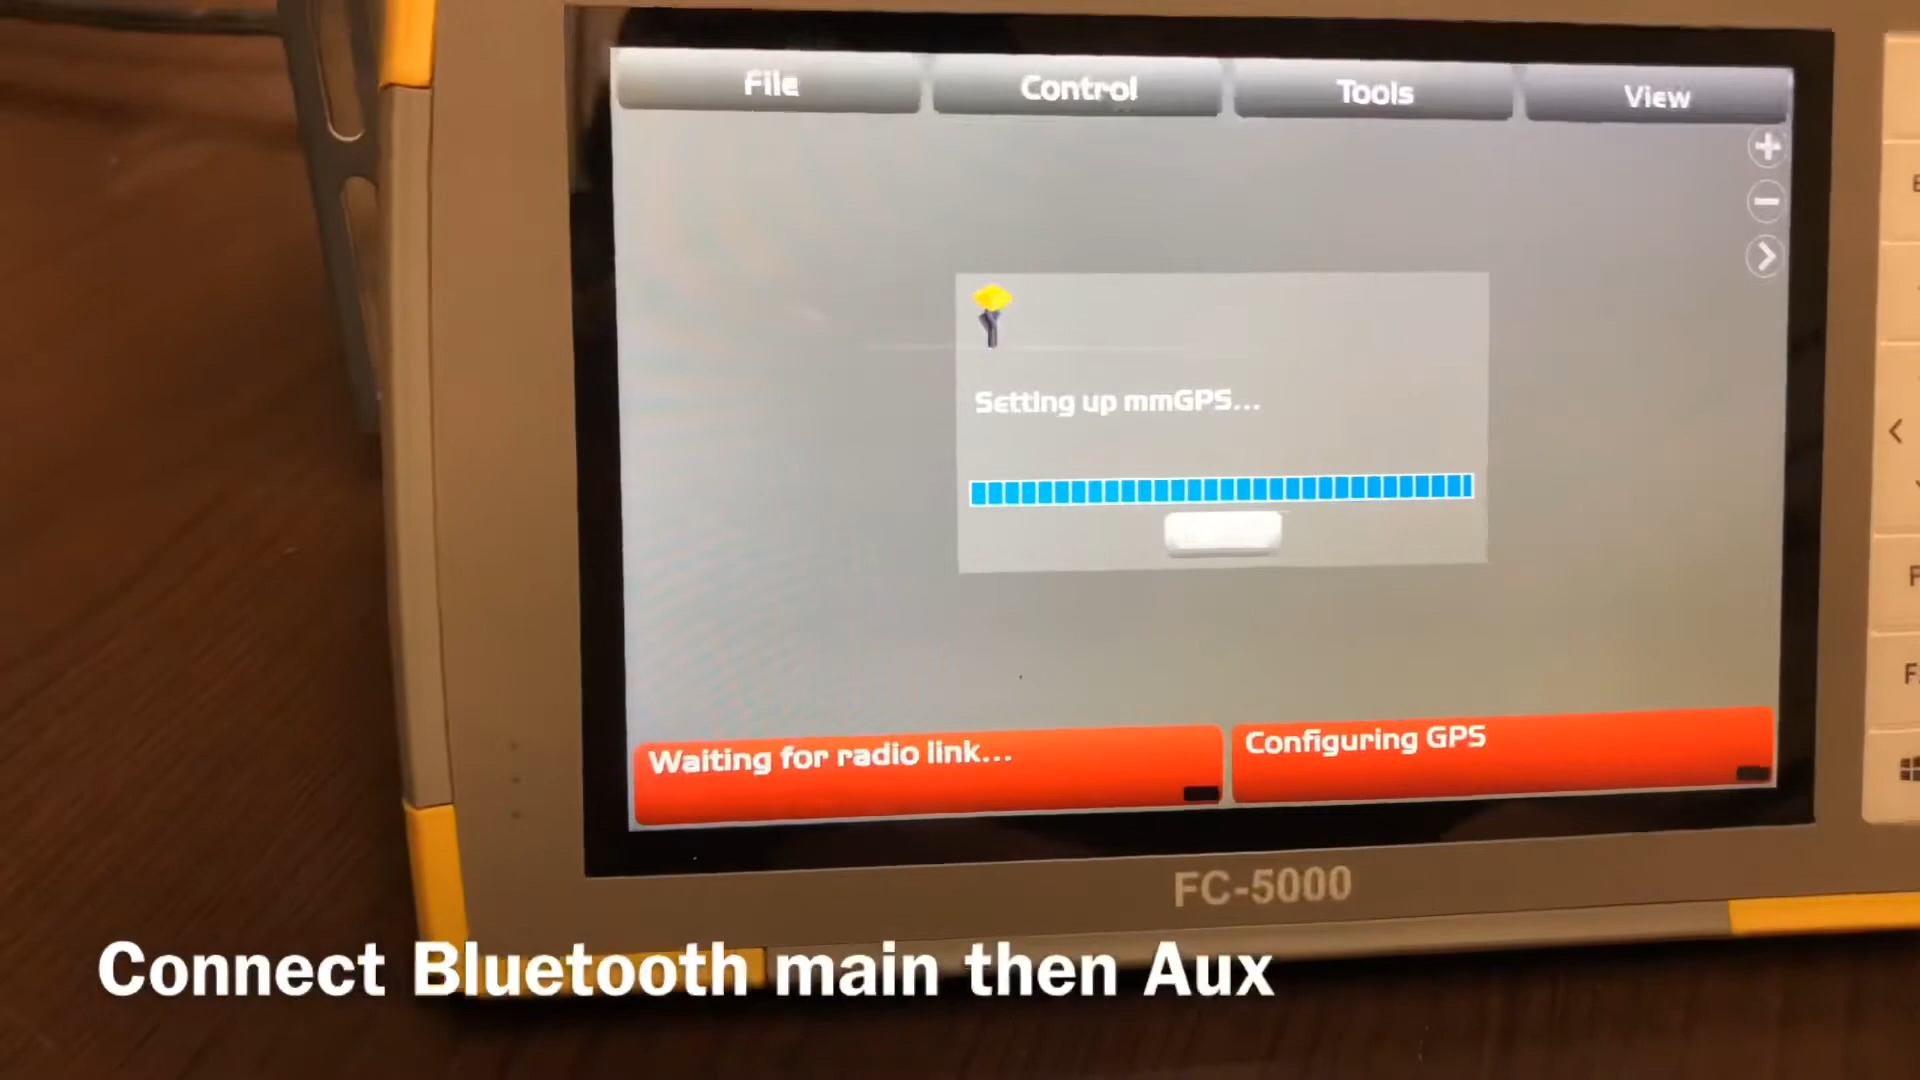 File
Control
Tools
View
Setting up mmGPS...
Waiting for radio link...
Configuring GPS
FC-5000
Connect Bluetooth main then Aux